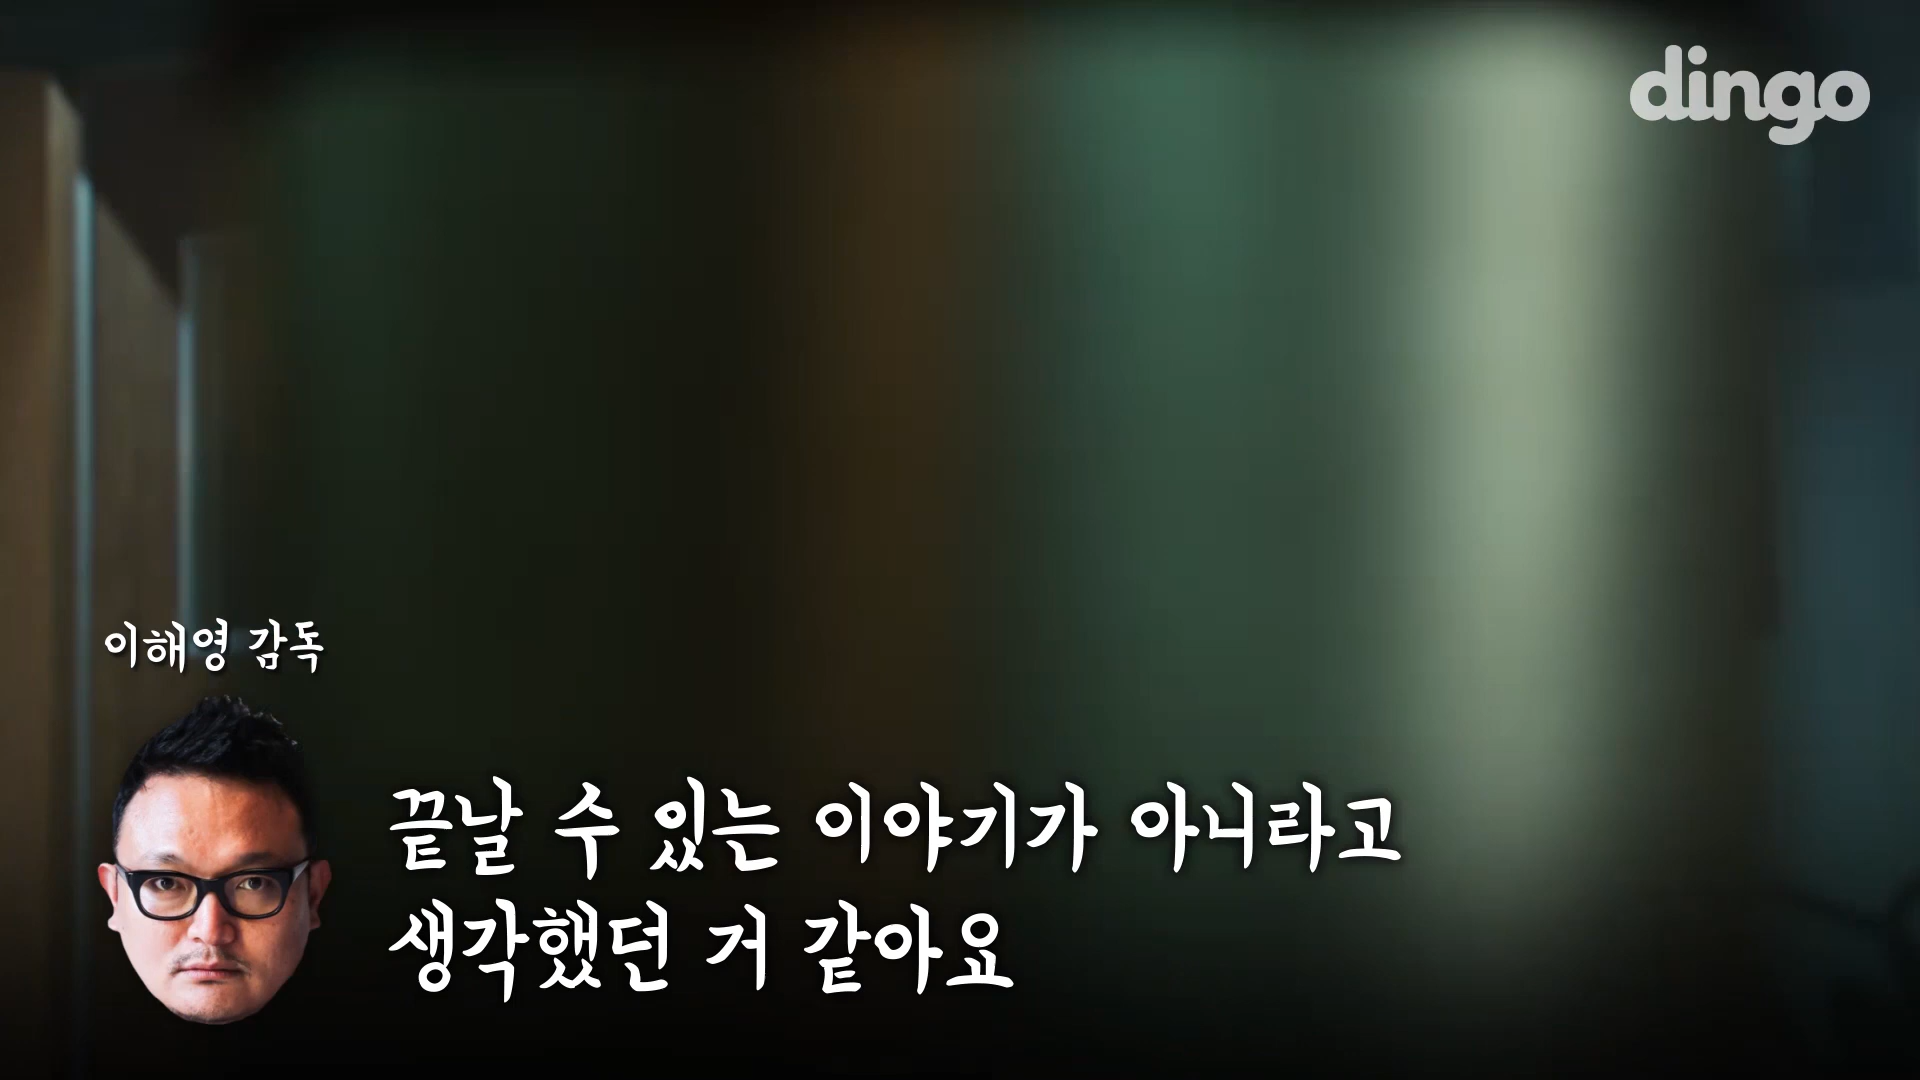 dingo
이해영 감독
끝날 수 있는 이야기가 아니라고
생각했던 거 같아요